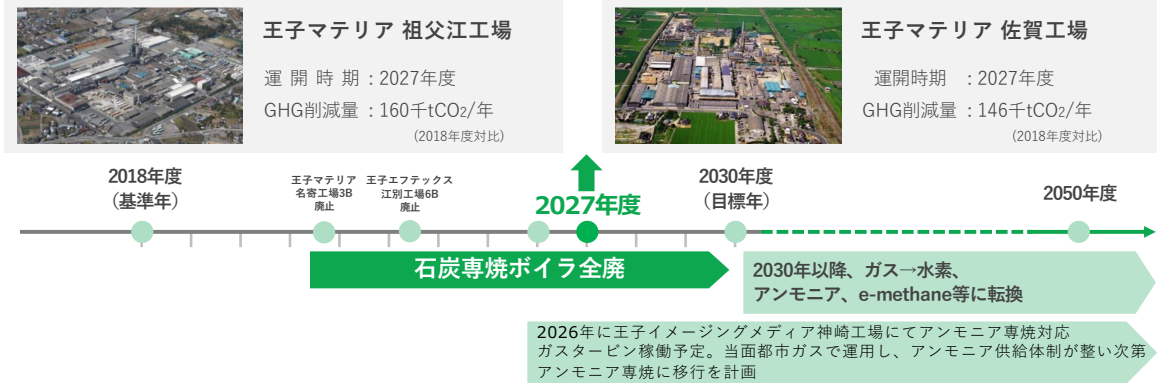 王子マテリア 祖父江工場
運開時期：2027年度
GHG削減量：160千tCO2/年
(2018年度対比)
王子マテリア 佐賀工場
運開時期　：2027年度
GHG削減量：146千tCO2/年
(2018年度対比)
2018年度
（基準年）
王子マテリア
名寄工場3B
廃止
王子エフテックス
江別工場6B
廃止
2027年度
2030年度
（目標年）
2050年度
石炭専焼ボイラ全廃
2030年以降、ガス→水素、
アンモニア、e-methane等に転換
2026年に王子イメージングメディア神崎工場にてアンモニア専焼対応
ガスタービン稼働予定。当面都市ガスで運用し、アンモニア供給体制が整い次第
アンモニア専焼に移行を計画